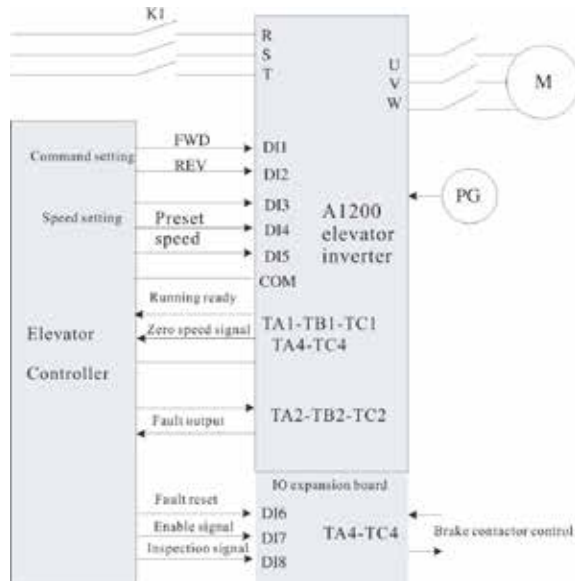 K1
R
S
T
U
V
W
M
Command setting
FWD
REV
DI1
DI2
Speed setting
Preset
speed
DI3
DI4
DI5
COM
A1200
elevator
inverter
PG
Running ready
Zero speed signal
TA1-TB1-TC1
TA4-TC4
Elevator
Controller
Fault output
TA2-TB2-TC2
IO expansion board
Fault reset
Enable signal
Inspection signal
DI6
DI7
DI8
TA4-TC4
Brake contactor control